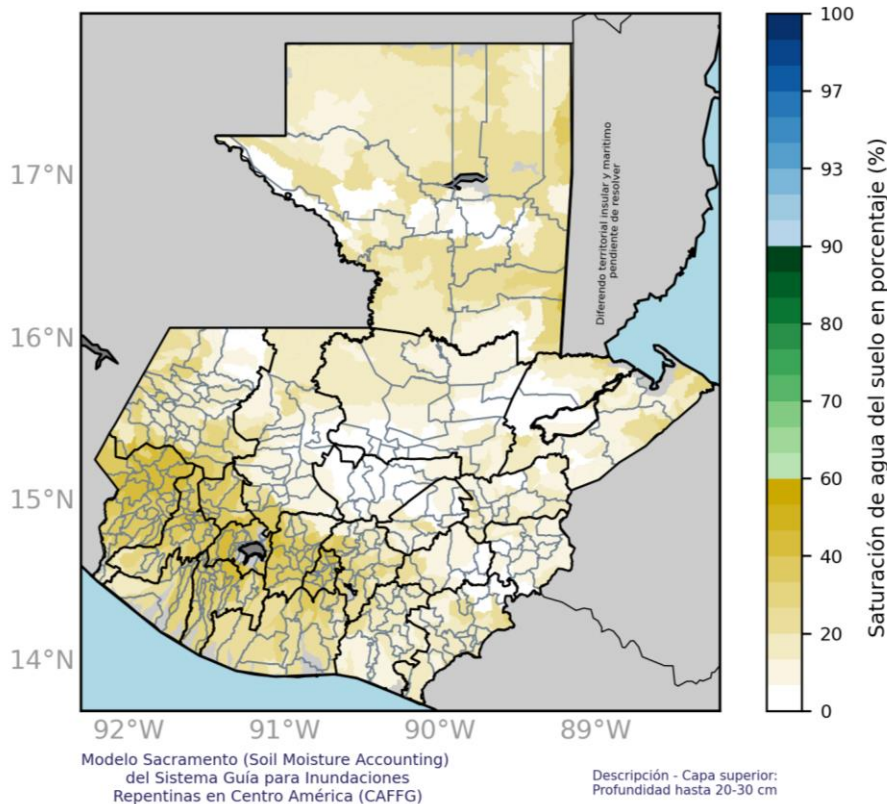 100
97
93
90
80
70
60
40
20
0
Saturación de agua del suelo en porcentaje (%)
17°N
16°N
15°N
14°N
92°W 91°W 90°W 89°W
Diferendo territorial insular y marítimo
pendiente de resolver
Modelo Sacramento (Soil Moisture Accounting)
del Sistema Guía para Inundaciones
Repentinas en Centro América (CAFFG)
Descripción - Capa superior:
Profundidad hasta 20-30 cm